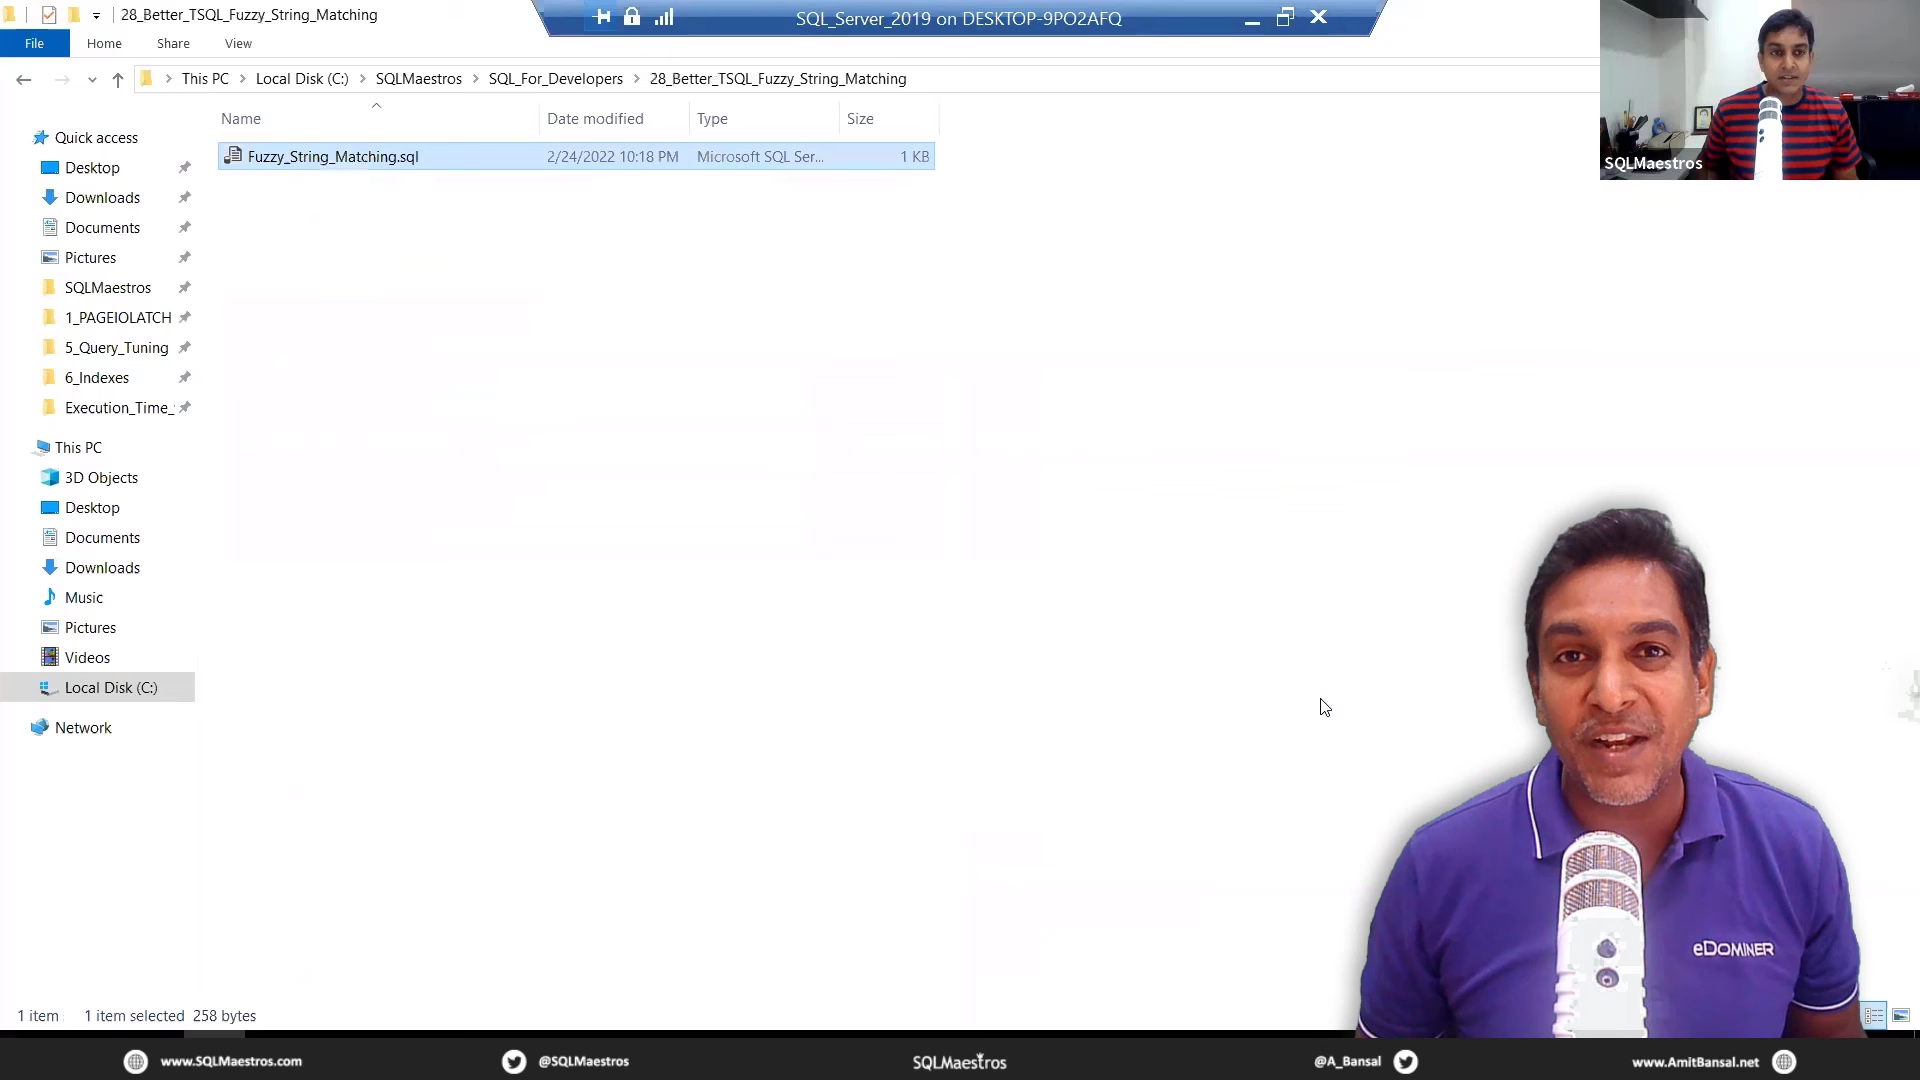 28_Better_TSQL_Fuzzy_String_Matching
SQL_Server_2019 on DESKTOP-9PO2AFQ
File Home Share View
This PC Local Disk (C:) SQLMaestros SQL_For_Developers 28_Better_TSQL_Fuzzy_String_Matching
SQLMaestros
Name Date modified Type Size
Fuzzy_String_Matching.sql 2/24/2022 10:18 PM Microsoft SQL Ser... 1 KB
Quick access
Desktop
Downloads
Documents
Pictures
SQLMaestros
1_PAGEIOLATCH
5_Query_Tuning
6_Indexes
Execution_Time_
This PC
3D Objects
Desktop
Documents
Downloads
Music
Pictures
Videos
Local Disk (C:)
Network
eDOMINER
1 item 1 item selected 258 bytes
www.SQLMaestros.com @SQLMaestros SQLMaestros @A_Bansal www.AmitBansal.net